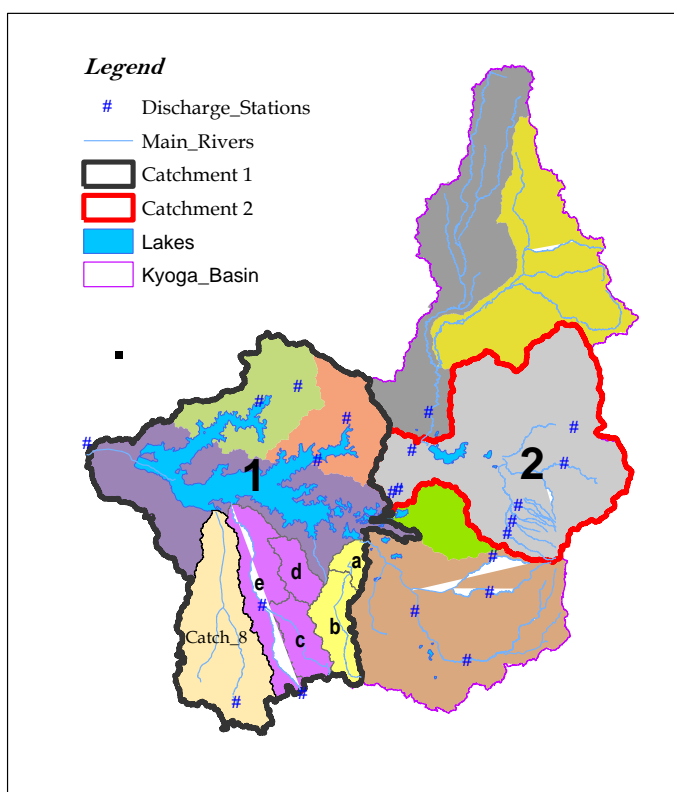 Legend
# Discharge_Stations
Main_Rivers
Catchment 1
Catchment 2
Lakes
Kyoga_Basin
#
#
#
#
#
#
#
#
#
#
1
2
#
#
#
#
#
#
#
a
d
e
#
#
#
b
c
Catch_8
#
#
#